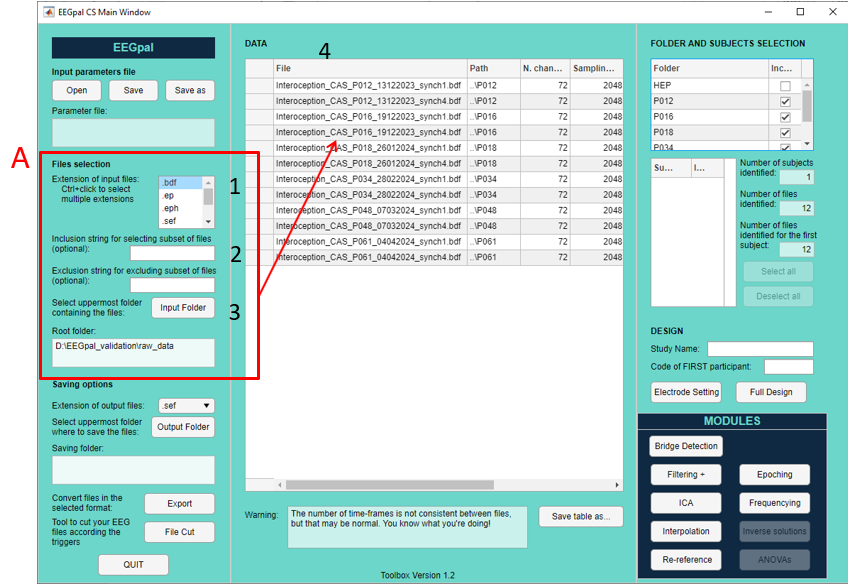 EEGpal CS Main Window
EEGpal
Input parameters file
Open Save Save as
Parameter file:
A
Files selection
Extension of input files:
Ctrl+click to select
multiple extensions
.bdf
.ep
.eph
.sef
1
Inclusion string for selecting subset of files
(optional):
2
Exclusion string for excluding subset of files
(optional):
Select uppermost folder
containing the files:
Input Folder
3
Root folder:
D:\EEGpal_validation\raw_data
Saving options
Extension of output files:
.sef
Select uppermost folder
where to save the files:
Output Folder
Saving folder:
Convert files in the
selected format:
Export
Tool to cut your EEG
files according the
triggers
File Cut
QUIT
DATA
4
File Path N. chan... Samplin...
Interoception_CAS_P012_13122023_synch1.bdf ..\P012 72 2048
Interoception_CAS_P012_13122023_synch4.bdf ..\P012 72 2048
Interoception_CAS_P016_19122023_synch1.bdf ..\P016 72 2048
Interoception_CAS_P016_19122023_synch4.bdf ..\P016 72 2048
Interoception_CAS_P018_26012024_synch1.bdf ..\P018 72 2048
Interoception_CAS_P018_26012024_synch4.bdf ..\P018 72 2048
Interoception_CAS_P034_28022024_synch1.bdf ..\P034 72 2048
Interoception_CAS_P034_28022024_synch4.bdf ..\P034 72 2048
Interoception_CAS_P048_07032024_synch1.bdf ..\P048 72 2048
Interoception_CAS_P048_07032024_synch4.bdf ..\P048 72 2048
Interoception_CAS_P061_04042024_synch1.bdf ..\P061 72 2048
Interoception_CAS_P061_04042024_synch4.bdf ..\P061 72 2048
Warning:
The number of time-frames is not consistent between files,
but that may be normal. You know what you're doing!
Save table as...
Toolbox Version 1.2
FOLDER AND SUBJECTS SELECTION
Folder Inc...
HEP
P012
P016
P018
P034
Su... I...
Number of subjects
identified:
1
Number of files
identified:
12
Number of files
identified for the first
subject:
12
Select all
Deselect all
DESIGN
Study Name:
Code of FIRST participant:
Electrode Setting Full Design
MODULES
Bridge Detection
Filtering + Epoching
ICA Frequencying
Interpolation Inverse solutions
Re-reference ANOVAs